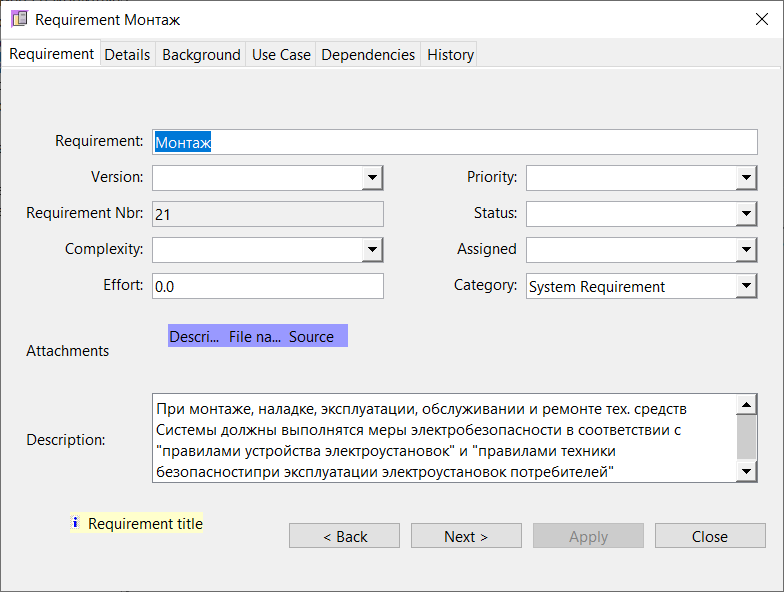 Requirement Монтаж
Requirement Details Background Use Case Dependencies History
Requirement: Монтаж
Version: Priority:
Requirement Nbr: 21 Status:
Complexity: Assigned
Effort: 0.0 Category: System Requirement
Descri... File na... Source
Attachments
При монтаже, наладке, эксплуатации, обслуживании и ремонте тех. средств
Системы должны выполнятся меры электробезопасности в соответствии с
Description:
"правилами устройства электроустановок" и "правилами техники
безопасностипри эксплуатации электроустановок потребителей"
i Requirement title
< Back Next > Apply Close